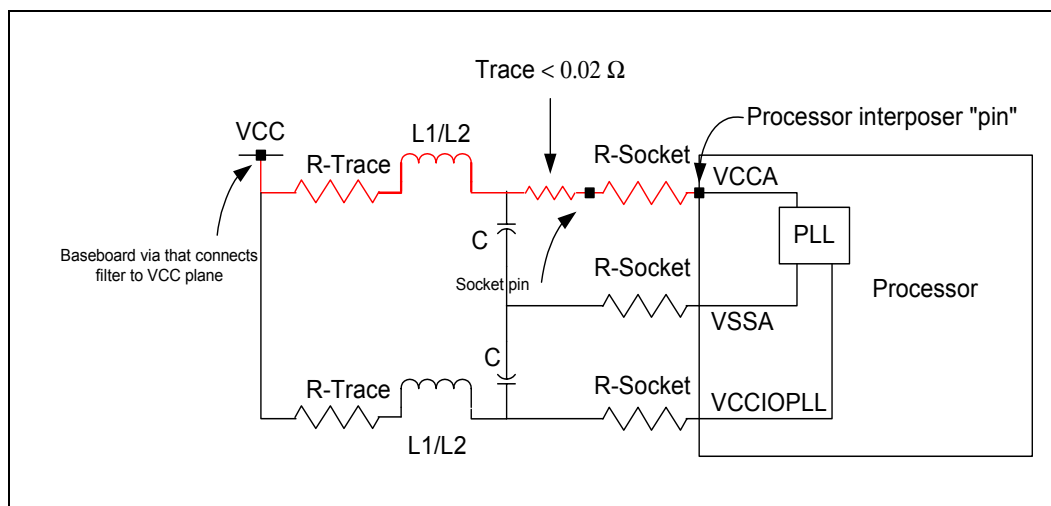 Trace < 0.02 Ω
Processor interposer "pin"
VCC
L1/L2
R-Trace
R-Socket
VCCA
PLL
C
Baseboard via that connects
filter to VCC plane
Socket pin
R-Socket
Processor
VSSA
C
R-Trace
R-Socket
VCCIOPLL
L1/L2